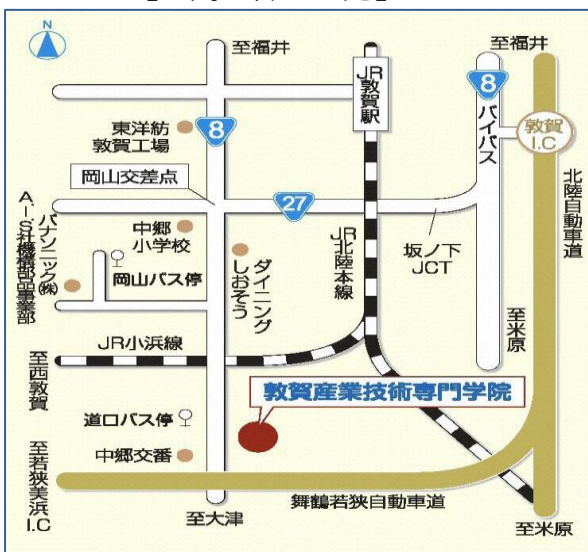 N
至福井
至福井
JR敦賀駅
8
東洋紡
敦賀工場
8
バイパス
敦賀
I.C
岡山交差点
27
北陸自動車道
パナソニック㈱
A・I・S社機構部品事業部
中郷
小学校
岡山バス停
ダイニング
しおそう
JR北陸本線
坂ノ下
JCT
至米原
JR小浜線
至西敦賀
敦賀産業技術専門学院
道口バス停
中郷交番
至若狭美浜I.C
舞鶴若狭自動車道
至大津
至米原